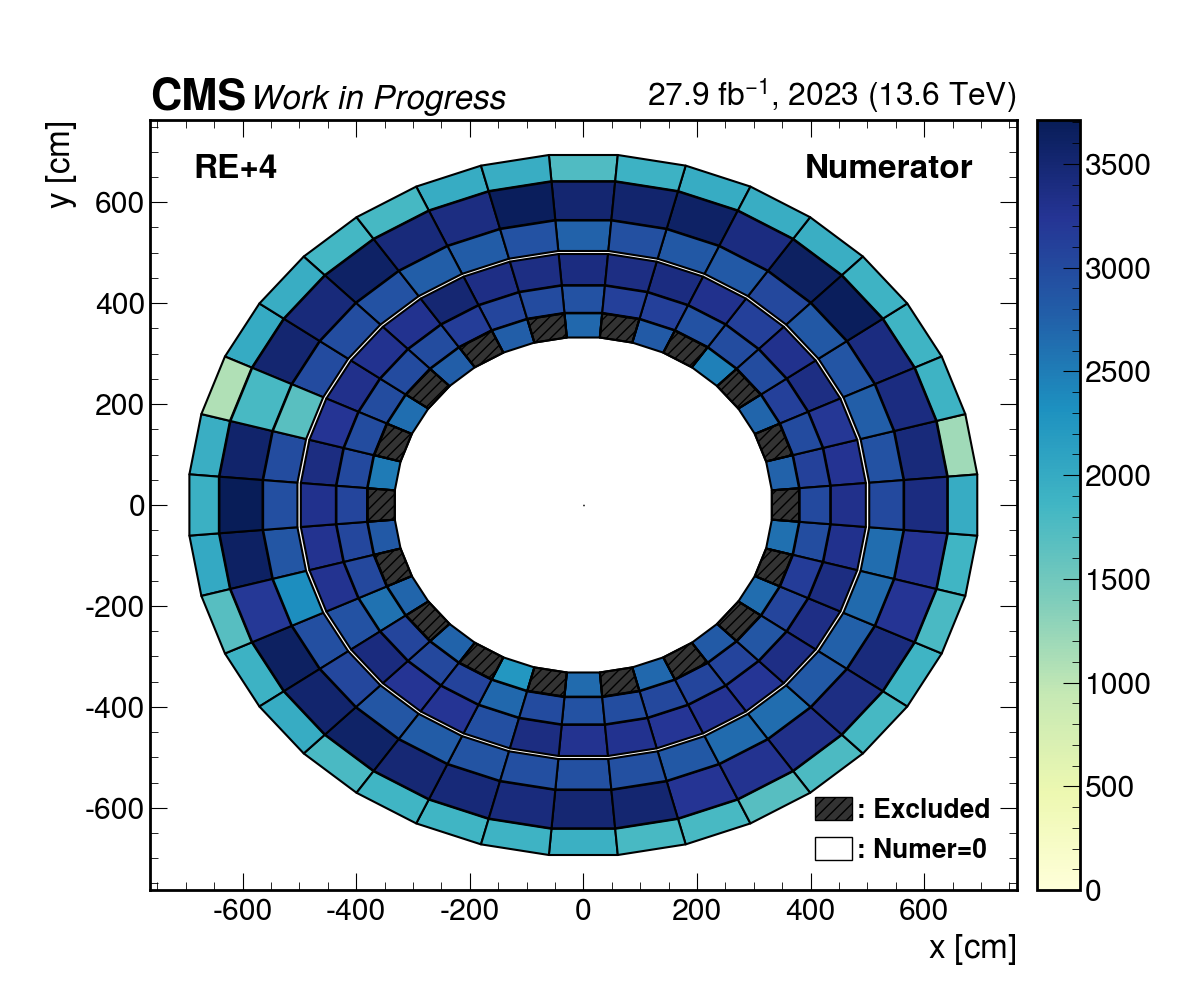 CMS Work in Progress 27.9 fb⁻¹, 2023 (13.6 TeV)
y [cm]
RE+4 Numerator
600
400
200
0
-200
-400
-600
: Excluded
: Numer=0
-600 -400 -200 0 200 400 600
x [cm]
3500
3000
2500
2000
1500
1000
500
0